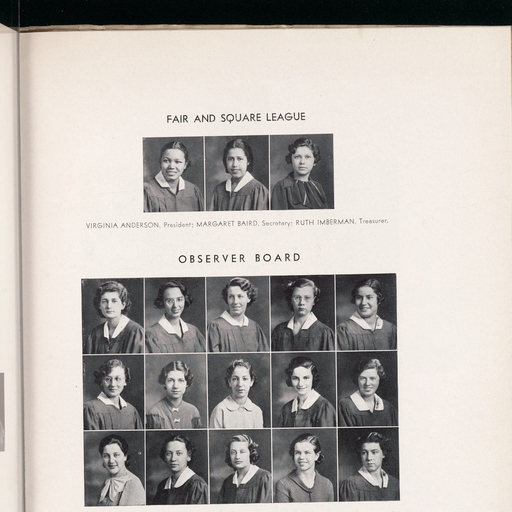 FAIR AND SQUARE LEAGUE
VIRGINIA ANDERSON, President; MARGARET BAIRD, Secretary; RUTH IMBERMAN, Treasurer.
OBSERVER BOARD